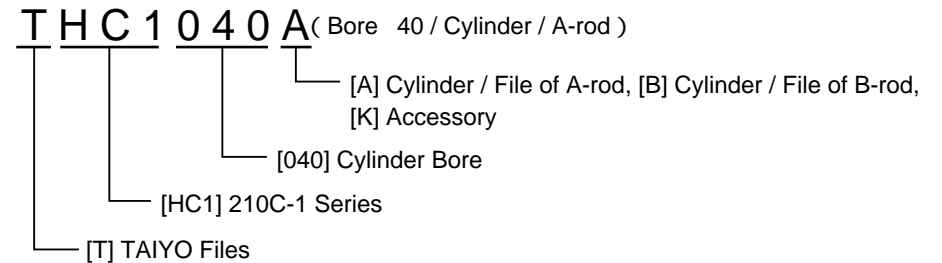 THC1040A ( Bore 40 / Cylinder / A-rod )
[A] Cylinder / File of A-rod, [B] Cylinder / File of B-rod,
[K] Accessory
[040] Cylinder Bore
[HC1] 210C-1 Series
[T] TAIYO Files